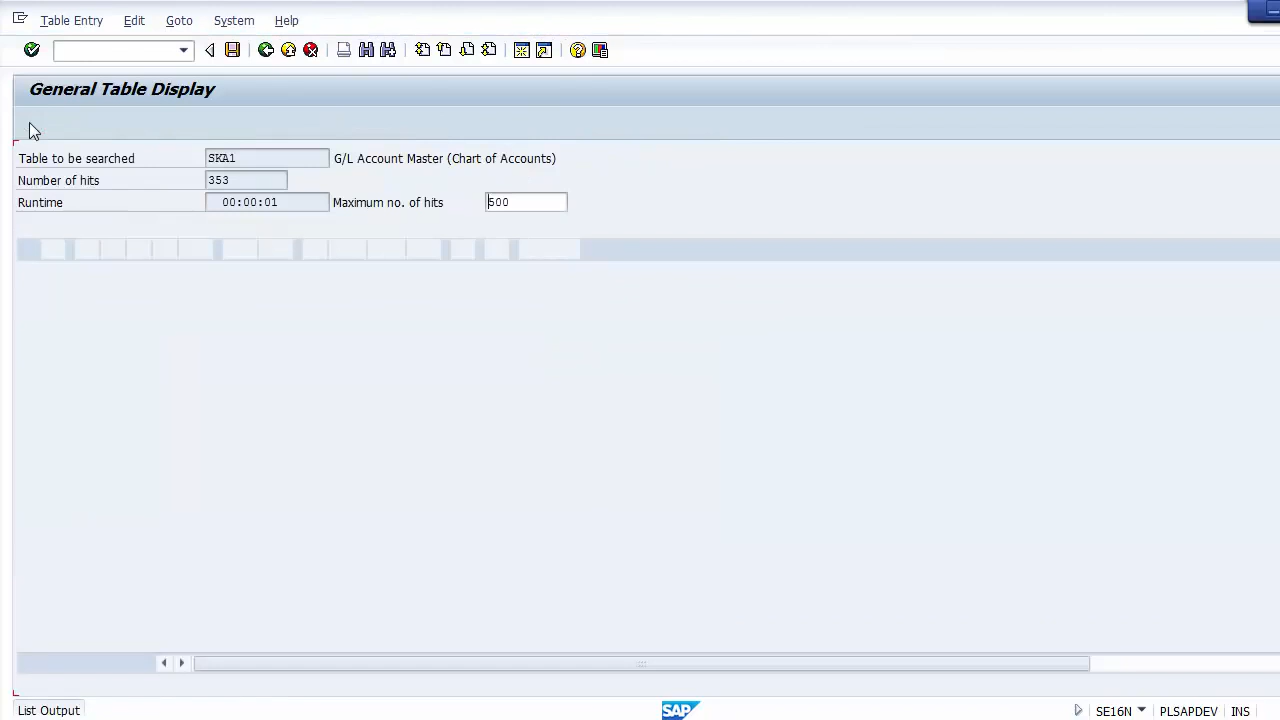 Table Entry Edit Goto System Help
General Table Display
Table to be searched SKA1 G/L Account Master (Chart of Accounts)
Number of hits 353
Runtime 00:00:01 Maximum no. of hits 500
List Output SAP SE16N PLSAPDEV INS